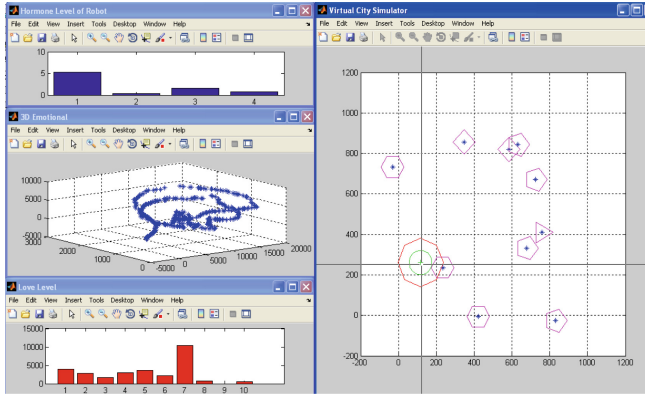 Hormone Level of Robot
File Edit View Insert Tools Desktop Window Help
10
5
0
1 2 3 4
3D Emotional
File Edit View Insert Tools Desktop Window Help
10000
5000
0
-5000
3000
2000
1000
0
-5000
0
5000
10000
15000
20000
Leve Level
File Edit View Insert Tools Desktop Window Help
15000
10000
5000
0
1 2 3 4 5 6 7 8 9 10
Virtual City Simulator
File Edit View Insert Tools Desktop Window Help
1200
1000
800
600
400
200
0
-200
-200 0 200 400 600 800 1000 1200